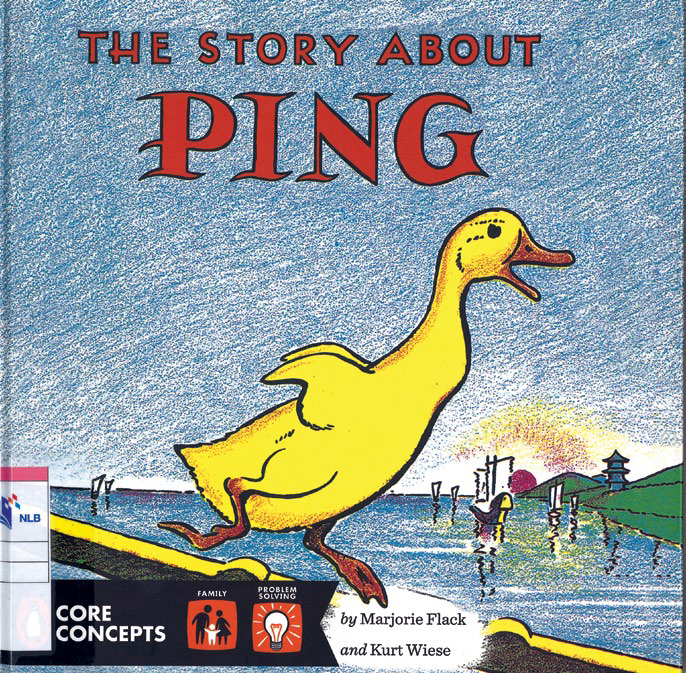 THE STORY ABOUT
PING
NLB
FAMILY
PROBLEM
SOLVING
CORE
CONCEPTS
by Marjorie Flack
and Kurt Wiese